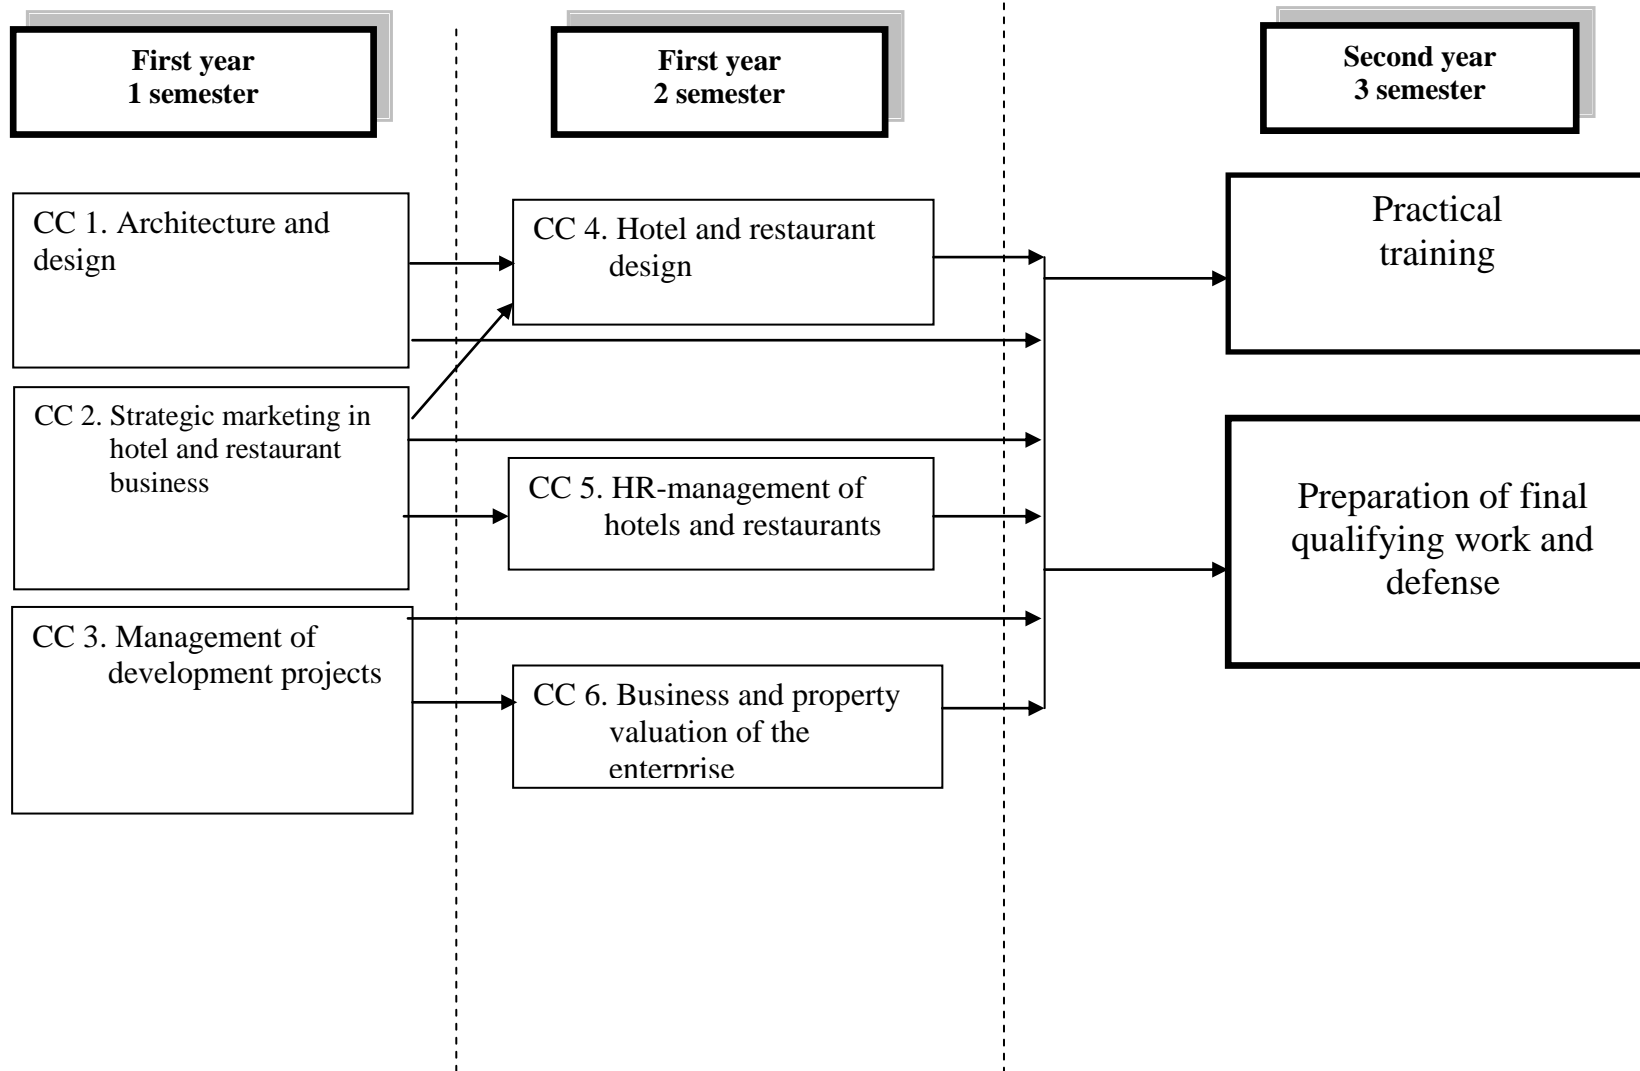 First year
1 semester
First year
2 semester
Second year
3 semester
CC 1. Architecture and
design
CC 2. Strategic marketing in
hotel and restaurant
business
CC 3. Management of
development projects
CC 4. Hotel and restaurant
design
CC 5. HR-management of
hotels and restaurants
CC 6. Business and property
valuation of the
enterprise
Practical
training
Preparation of final
qualifying work and
defense